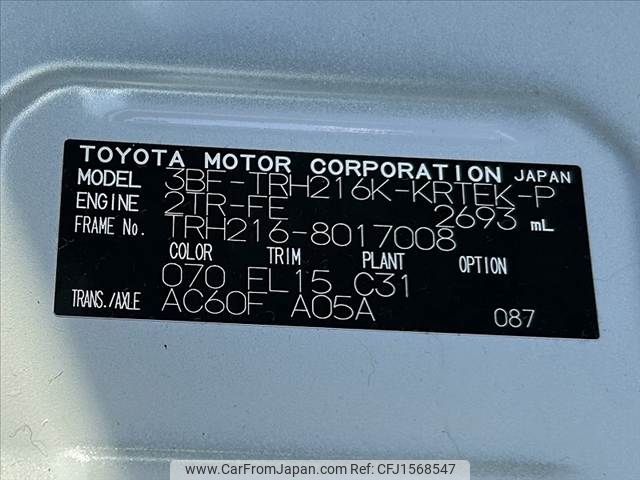 TOYOTA MOTOR CORPORATION JAPAN
MODEL 3BF-TRH216K-KRTEK-P
ENGINE 2TR-FE 2693 mL
FRAME No. TRH216-8017008
COLOR TRIM PLANT OPTION
070 FL15 C31
TRANS./AXLE AC60F A05A 087
www.CarFromJapan.com - CFJ1568547